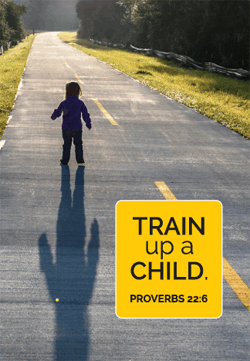 TRAIN
up a
CHILD.
PROVERBS 22:6